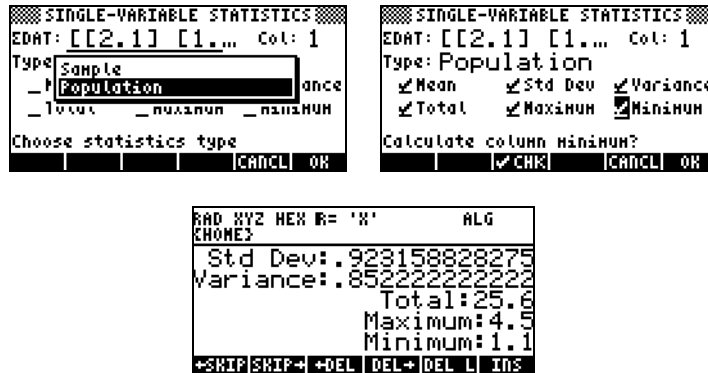 SINGLE-VARIABLE STATISTICS
ΣDAT: [[2.1] [1.… Col: 1
Type
Sample
Population
ance
Choose statistics type
CANCL OK
SINGLE-VARIABLE STATISTICS
ΣDAT: [[2.1] [1.… Col: 1
Type: Population
✓Mean ✓Std Dev ✓Variance
✓Total ✓Maximum ✓Minimum
Calculate column minimum?
✓CHK CANCL OK
RAD XYZ HEX R= 'X' ALG
{HOME}
Std Dev:.923158828275
Variance:.852222222222
Total:25.6
Maximum:4.5
Minimum:1.1
←SKIP SKIP→ ←DEL DEL→ DEL L INS